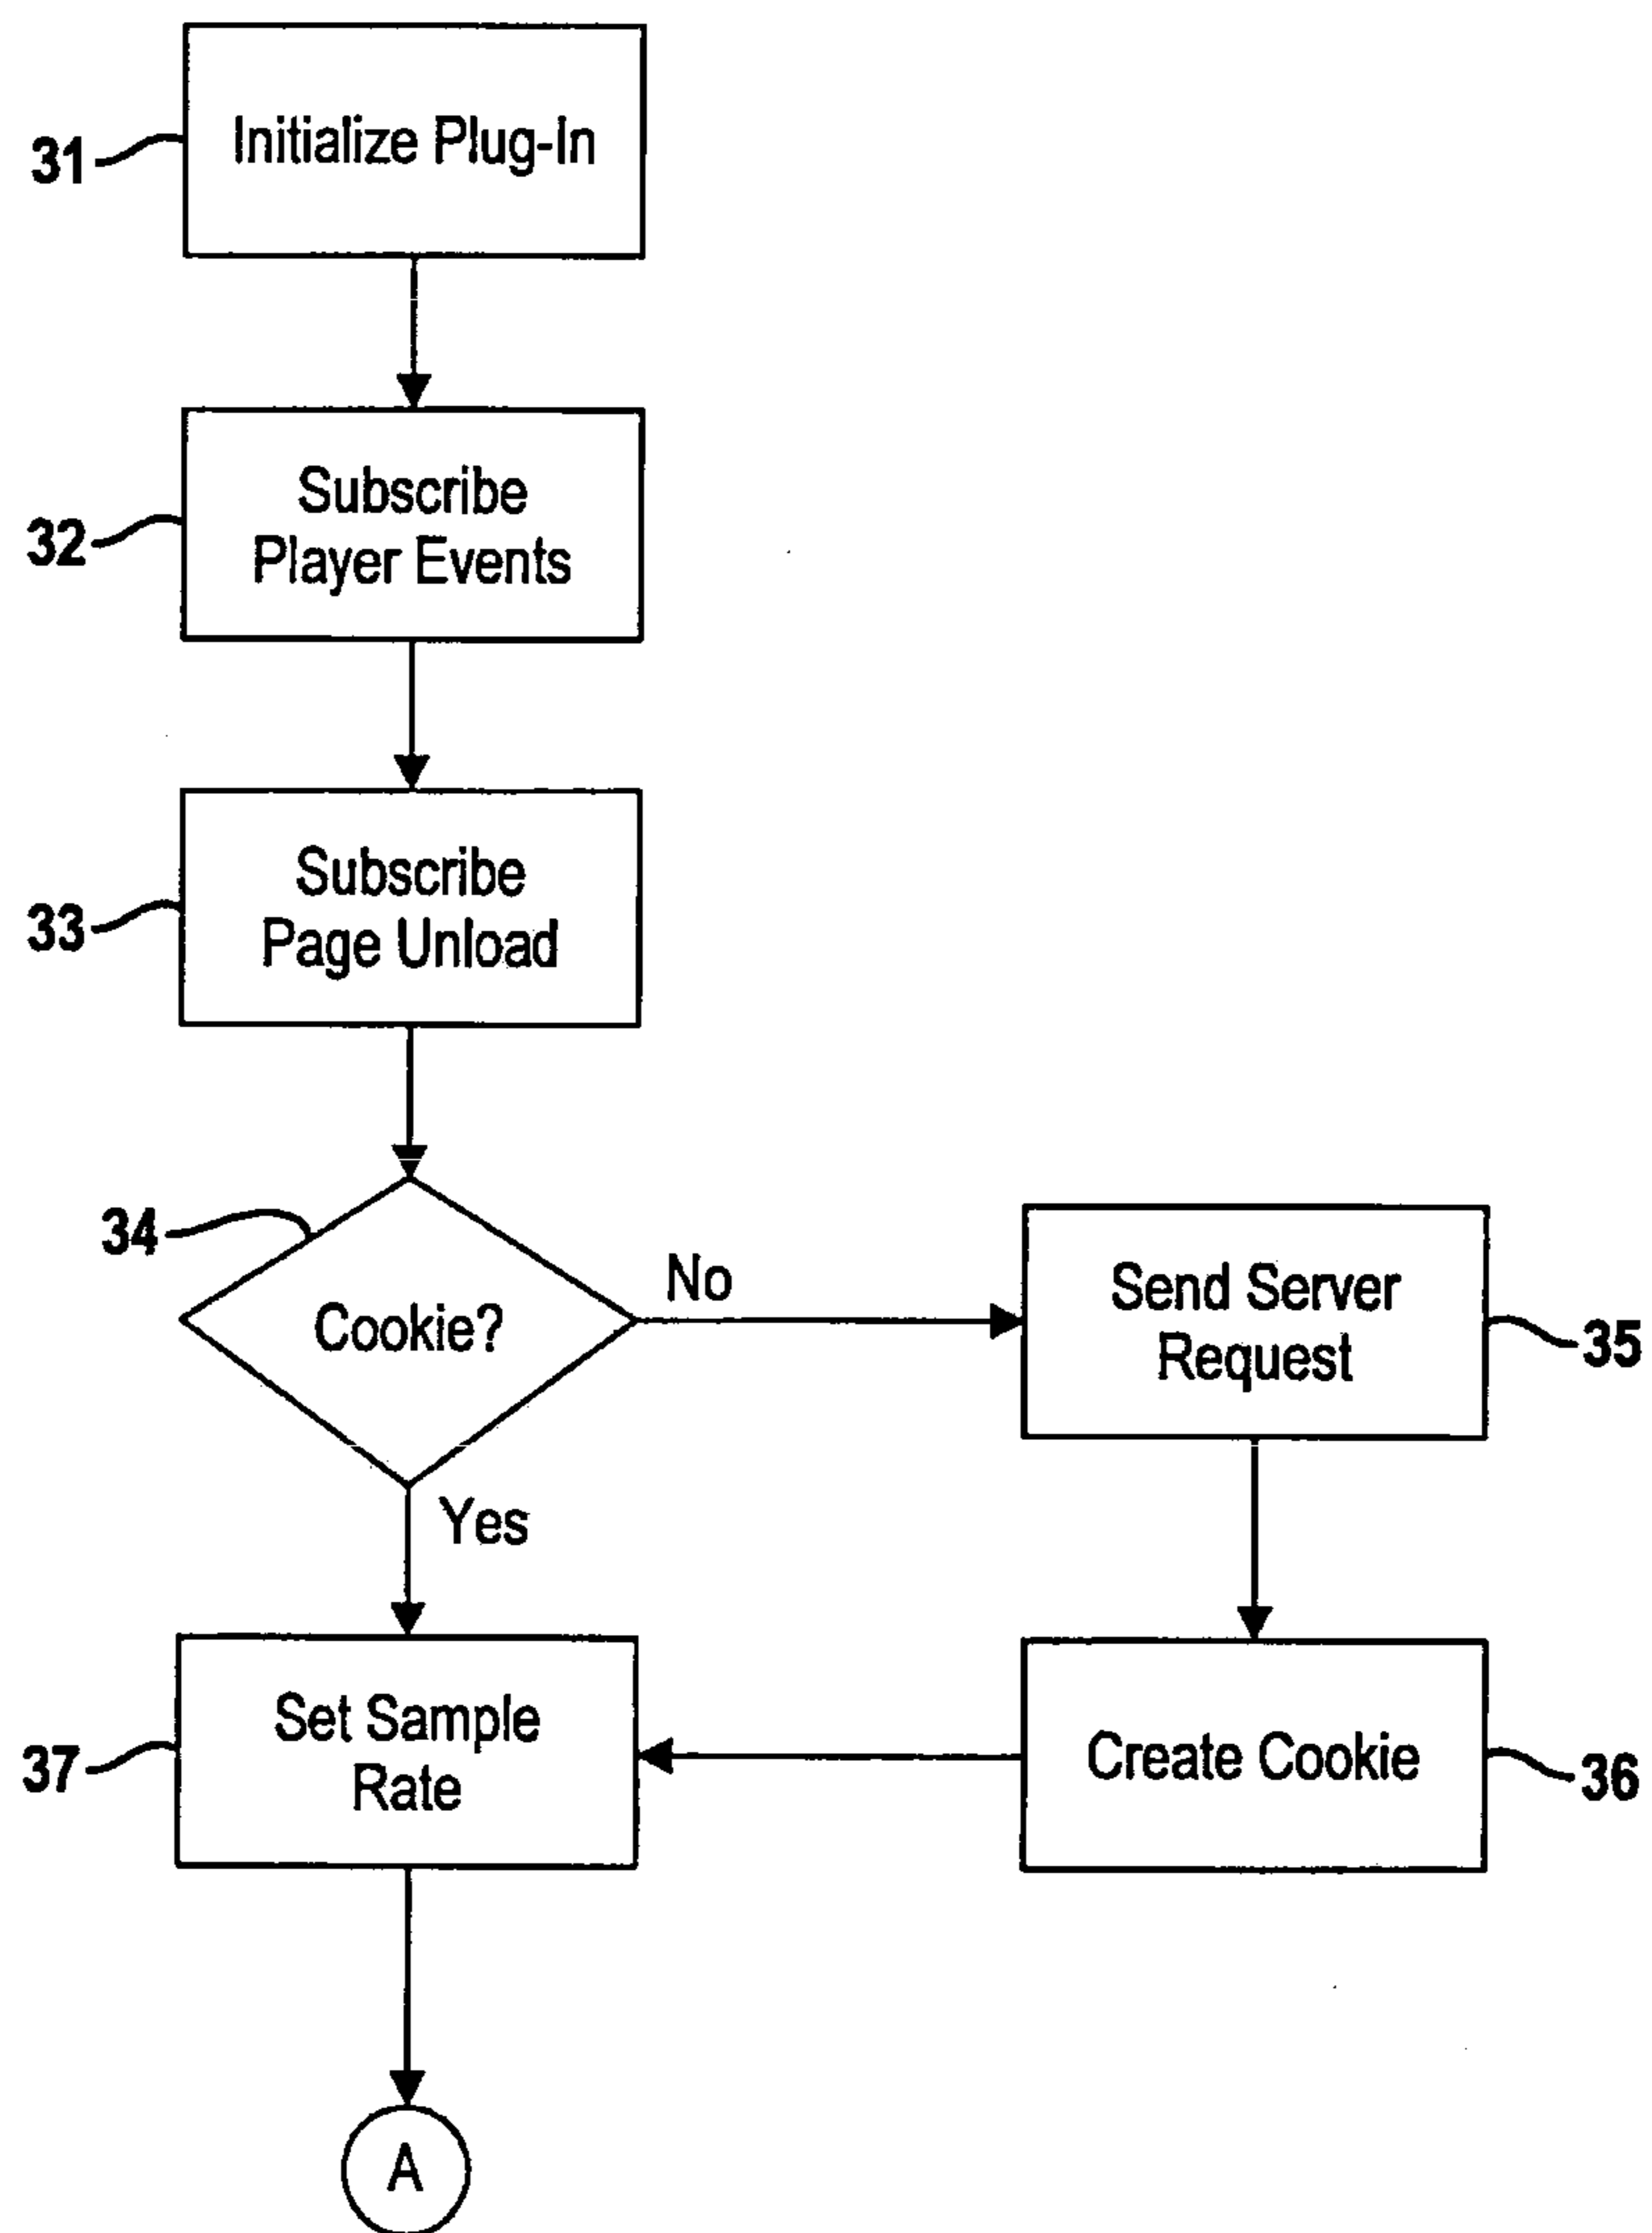 31
Initialize Plug-In
32
Subscribe
Player Events
33
Subscribe
Page Unload
34
Cookie?
No
Send Server
Request
35
Yes
37
Set Sample
Rate
Create Cookie
36
A